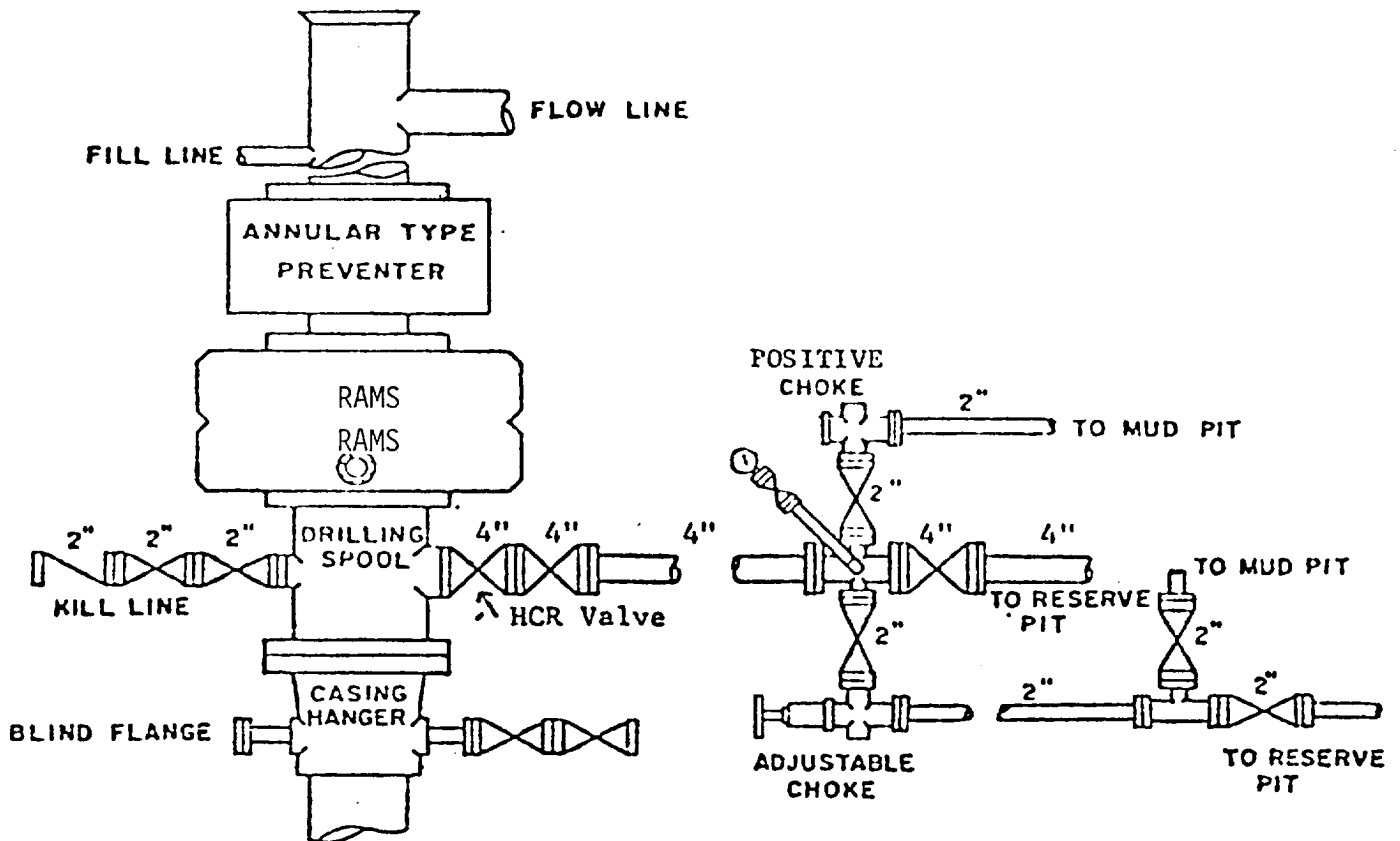 FLOW LINE
FILL LINE
ANNULAR TYPE
PREVENTER
RAMS
RAMS
DRILLING
SPOOL
2" 2" 2"
KILL LINE
4" 4" 4"
HCR Valve
CASING
HANGER
BLIND FLANGE
POSITIVE
CHOKE
2"
TO MUD PIT
2"
4" 4"
TO RESERVE
PIT
2"
ADJUSTABLE
CHOKE
TO MUD PIT
2"
2" 2"
TO RESERVE
PIT